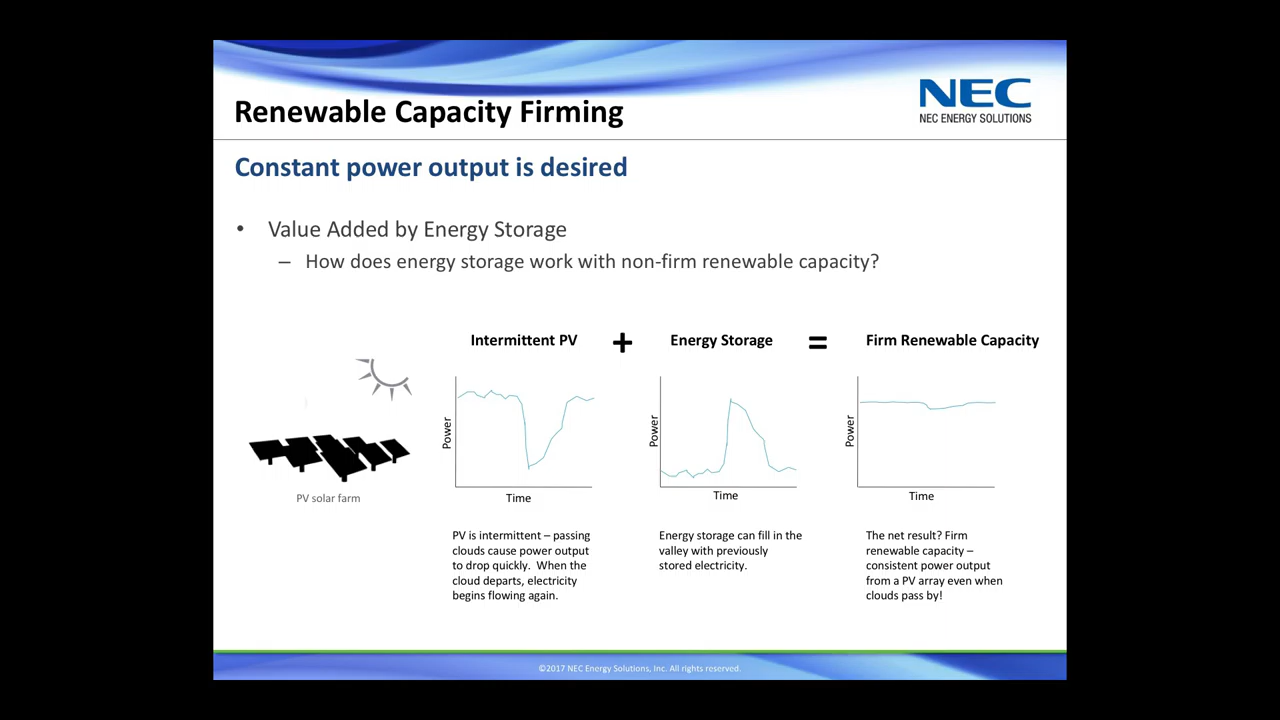 Renewable Capacity Firming
NEC
NEC ENERGY SOLUTIONS
Constant power output is desired
• Value Added by Energy Storage
– How does energy storage work with non-firm renewable capacity?
Intermittent PV + Energy Storage = Firm Renewable Capacity
Power
Time
Power
Time
Power
Time
PV solar farm
PV is intermittent – passing
clouds cause power output
to drop quickly. When the
cloud departs, electricity
begins flowing again.
Energy storage can fill in the
valley with previously
stored electricity.
The net result? Firm
renewable capacity –
consistent power output
from a PV array even when
clouds pass by!
©2017 NEC Energy Solutions, Inc. All rights reserved.